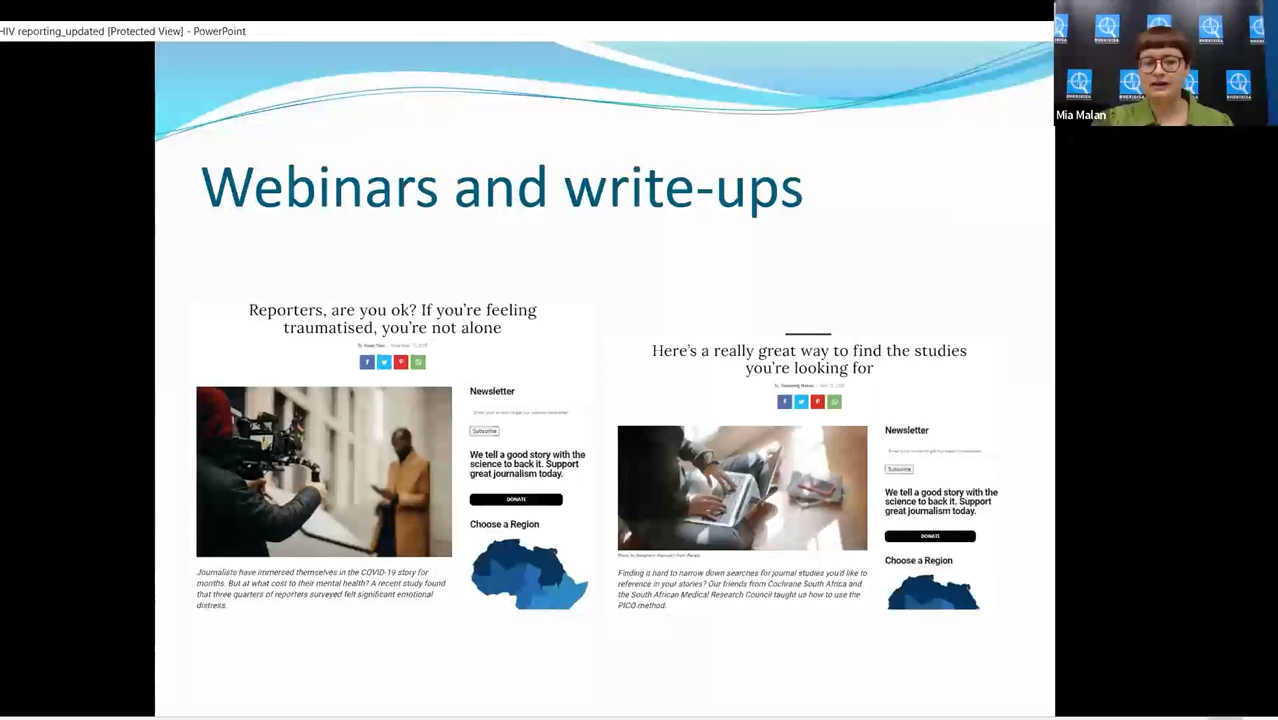 HIV reporting_updated [Protected View] - PowerPoint
Mia Malan
BHEKISISA
BHEKISISA
BHEKISISA
Webinars and write-ups
Reporters, are you ok? If you’re feeling
traumatised, you’re not alone
Newsletter
Subscribe
We tell a good story with the
science to back it. Support
great journalism today.
DONATE
Choose a Region
Journalists have immersed themselves in the COVID-19 story for
months. But at what cost to their mental health? A recent study found
that three quarters of reporters surveyed felt significant emotional
distress.
Here’s a really great way to find the studies
you’re looking for
Newsletter
Subscribe
We tell a good story with the
science to back it. Support
great journalism today.
DONATE
Choose a Region
Finding it hard to narrow down searches for journal studies you’d like to
reference in your stories? Our friends from Cochrane South Africa and
the South African Medical Research Council taught us how to use the
PICO method.